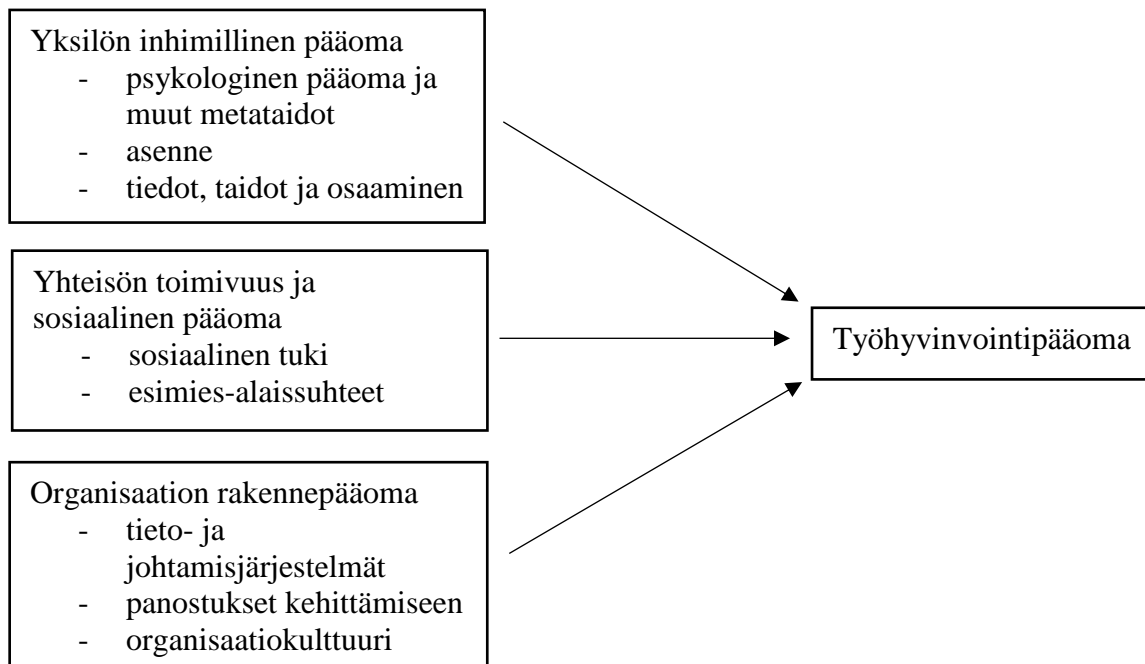 Yksilön inhimillinen pääoma
- psykologinen pääoma ja
muut metataidot
- asenne
- tiedot, taidot ja osaaminen
Yhteisön toimivuus ja
sosiaalinen pääoma
- sosiaalinen tuki
- esimies-alaissuhteet
Organisaation rakennepääoma
- tieto- ja
johtamisjärjestelmät
- panostukset kehittämiseen
- organisaatiokulttuuri
Työhyvinvointipääoma